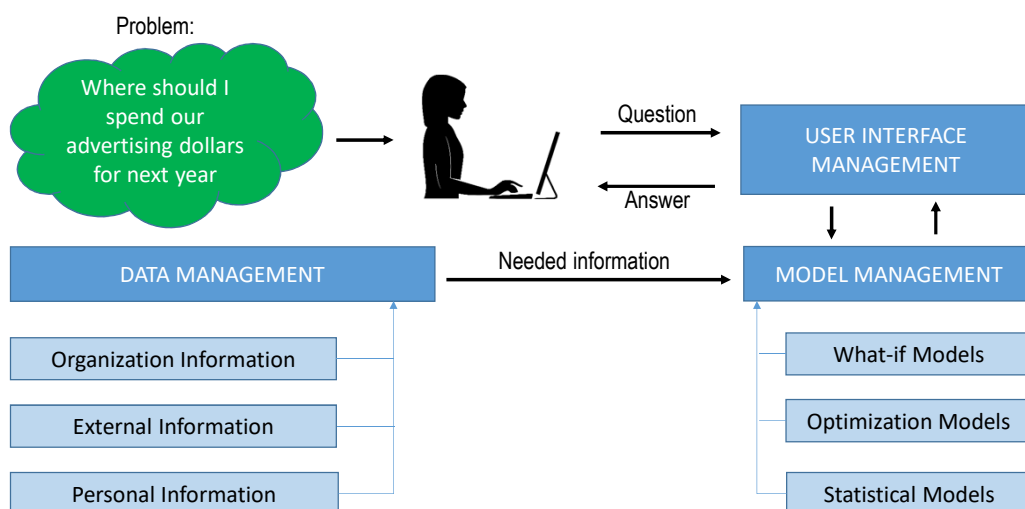 Problem:
Where should I
spend our
advertising dollars
for next year
Question
Answer
USER INTERFACE
MANAGEMENT
DATA MANAGEMENT
Needed information
MODEL MANAGEMENT
Organization Information
External Information
Personal Information
What-if Models
Optimization Models
Statistical Models